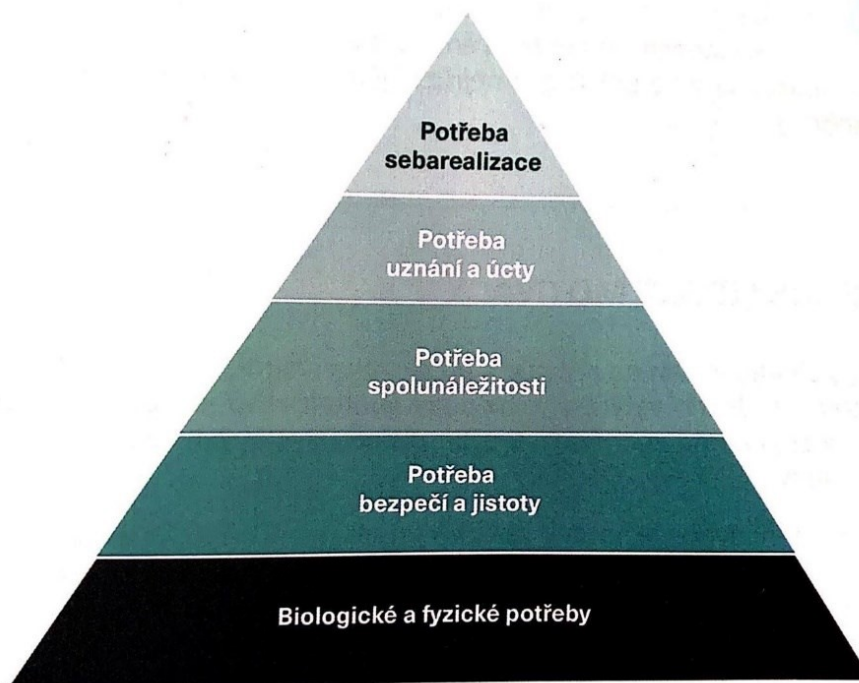 Potřeba
sebarealizace
Potřeba
uznání a úcty
Potřeba
spolunáležitosti
Potřeba
bezpečí a jistoty
Biologické a fyzické potřeby